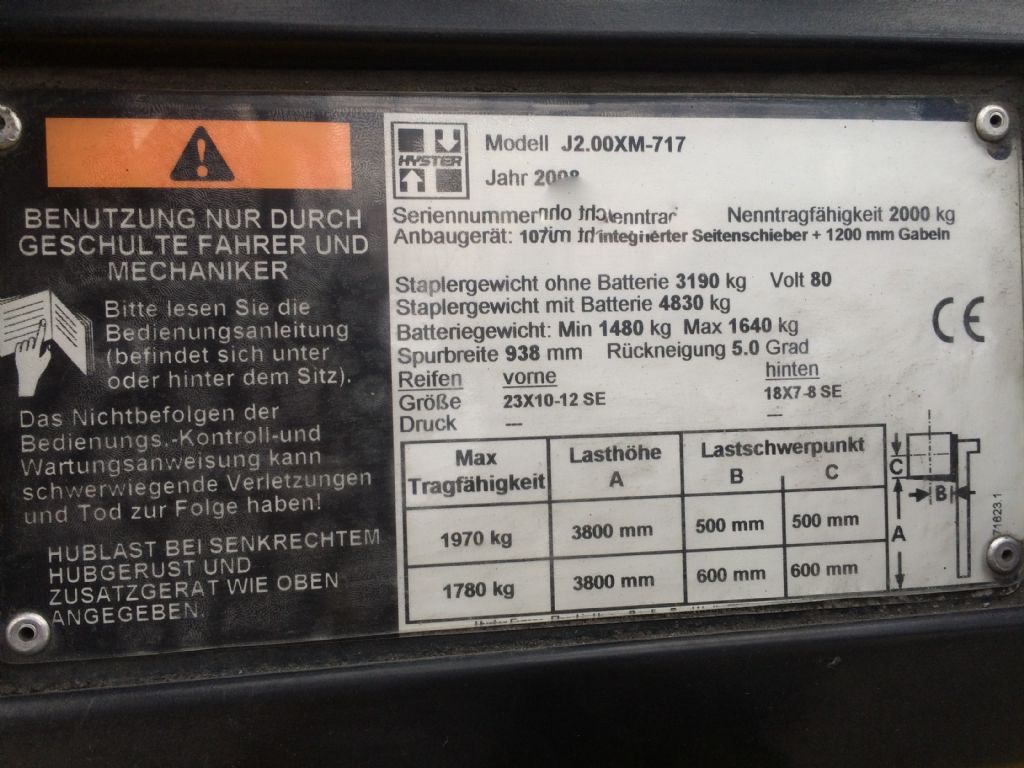 BENUTZUNG NUR DURCH
GESCHULTE FAHRER UND
MECHANIKER
Bitte lesen Sie die
Bedienungsanleitung
(befindet sich unter
oder hinter dem Sitz).
Das Nichtbefolgen der
Bedienungs.-Kontroll-und
Wartungsanweisung kann
schwerwiegende Verletzungen
und Tod zur Folge haben!
HUBLAST BEI SENKRECHTEM
HUBGERUST UND
ZUSATZGERAT WIE OBEN
ANGEGEBEN.
HYSTER
Modell J2.00XM-717
Jahr 2008
Seriennummer Nenntragfähigkeit 2000 kg
Anbaugerät: integrierter Seitenschieber + 1200 mm Gabeln
Staplergewicht ohne Batterie 3190 kg Volt 80
Staplergewicht mit Batterie 4830 kg
Batteriegewicht: Min 1480 kg Max 1640 kg
Spurbreite 938 mm Rückneigung 5.0 Grad
Reifen vorne hinten
Größe 23X10-12 SE 18X7-8 SE
Druck --- ---
CE
Max Tragfähigkeit Lasthöhe A Lastschwerpunkt B C
1970 kg 3800 mm 500 mm 500 mm
1780 kg 3800 mm 600 mm 600 mm
C
B
A